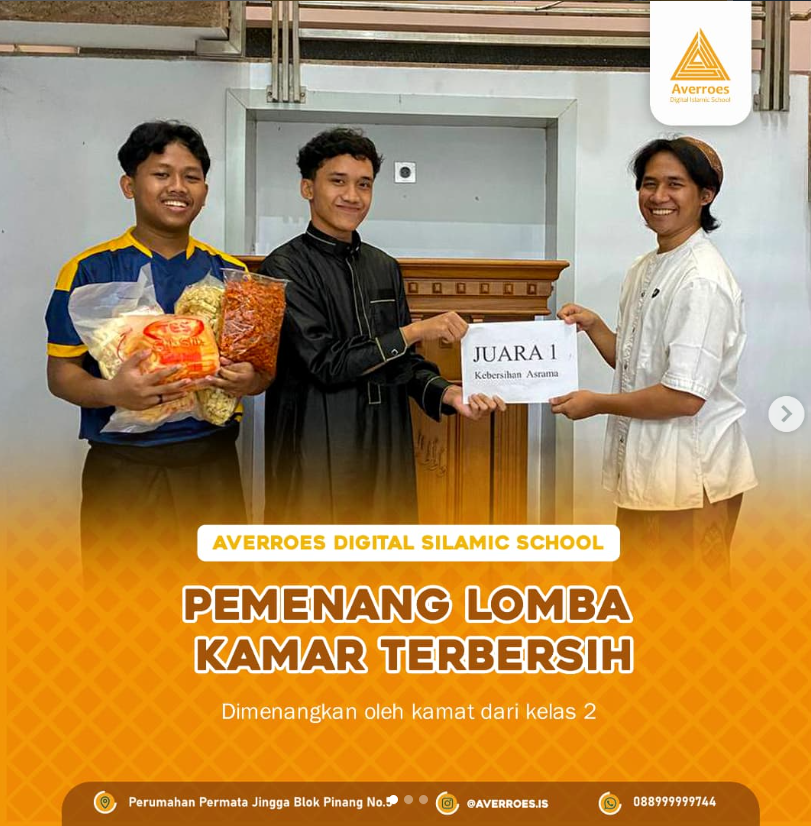 Averroes
Digital Islamic School
JUARA 1
Kebersihan Asrama
AVERROES DIGITAL SILAMIC SCHOOL
PEMENANG LOMBA
KAMAR TERBERSIH
Dimenangkan oleh kamat dari kelas 2
Perumahan Permata Jingga Blok Pinang No.5 @AVERROES.IS 088999999744